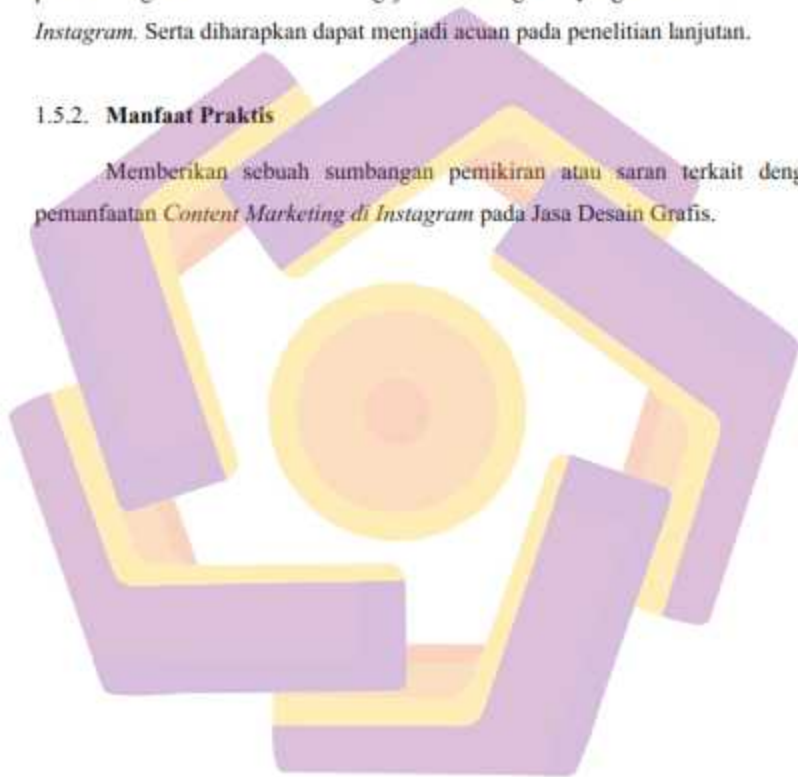 Instagram. Serta diharapkan dapat menjadi acuan pada penelitian lanjutan.
1.5.2. Manfaat Praktis
Memberikan sebuah sumbangan pemikiran atau saran terkait deng
pemanfaatan Content Marketing di Instagram pada Jasa Desain Grafis.